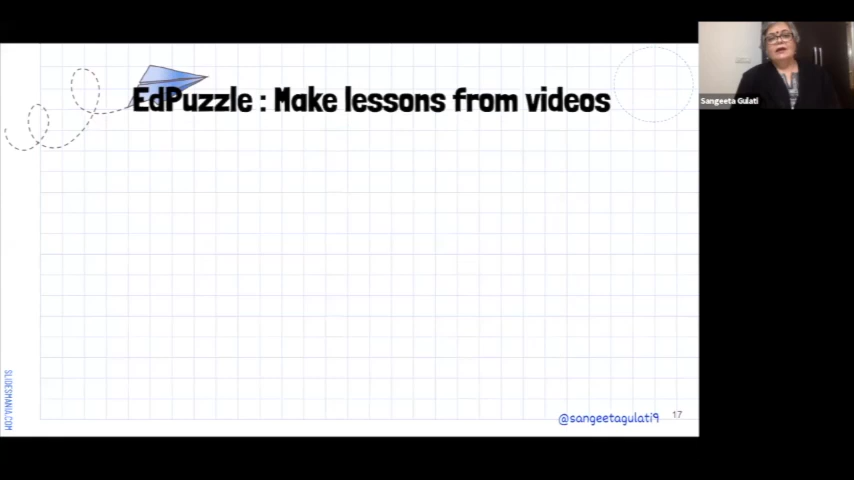 EdPuzzle : Make lessons from videos
Sangeeta Gulati
SLIDESMANIA.COM
@sangeetagulati9
17